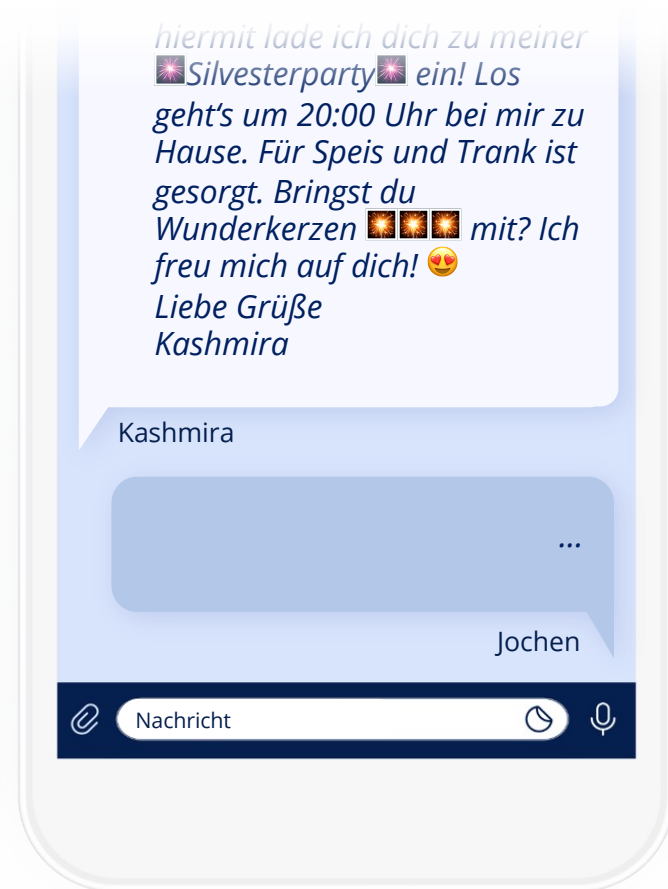 hiermit lade ich dich zu meiner
🎆Silvesterparty🎆 ein! Los
geht‘s um 20:00 Uhr bei mir zu
Hause. Für Speis und Trank ist
gesorgt. Bringst du
Wunderkerzen 🎇🎇🎇 mit? Ich
freu mich auf dich! 😍
Liebe Grüße
Kashmira
Kashmira
...
Jochen
Nachricht